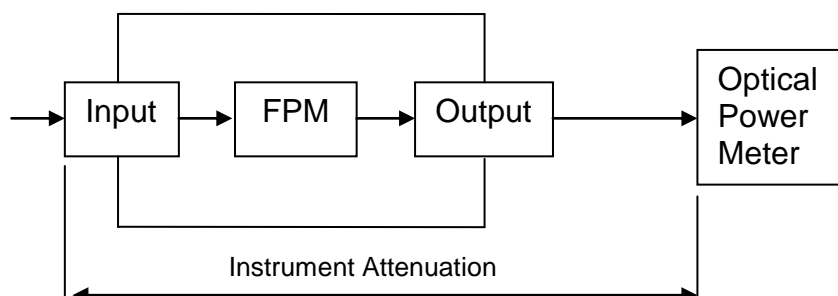 Input
FPM
Output
Optical
Power
Meter
Instrument Attenuation